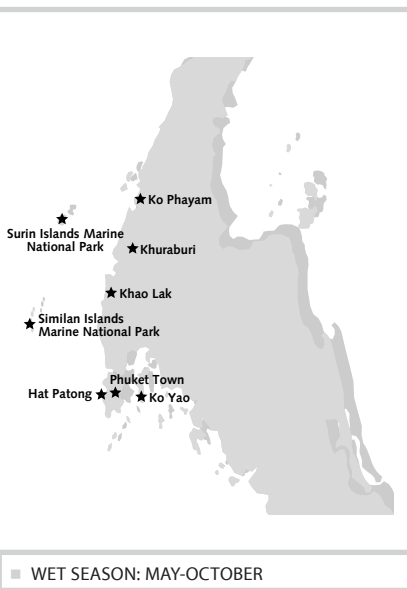 Ko Phayam
Surin Islands Marine
National Park
Khuraburi
Khao Lak
Similan Islands
Marine National Park
Phuket Town
Hat Patong
Ko Yao
WET SEASON: MAY-OCTOBER